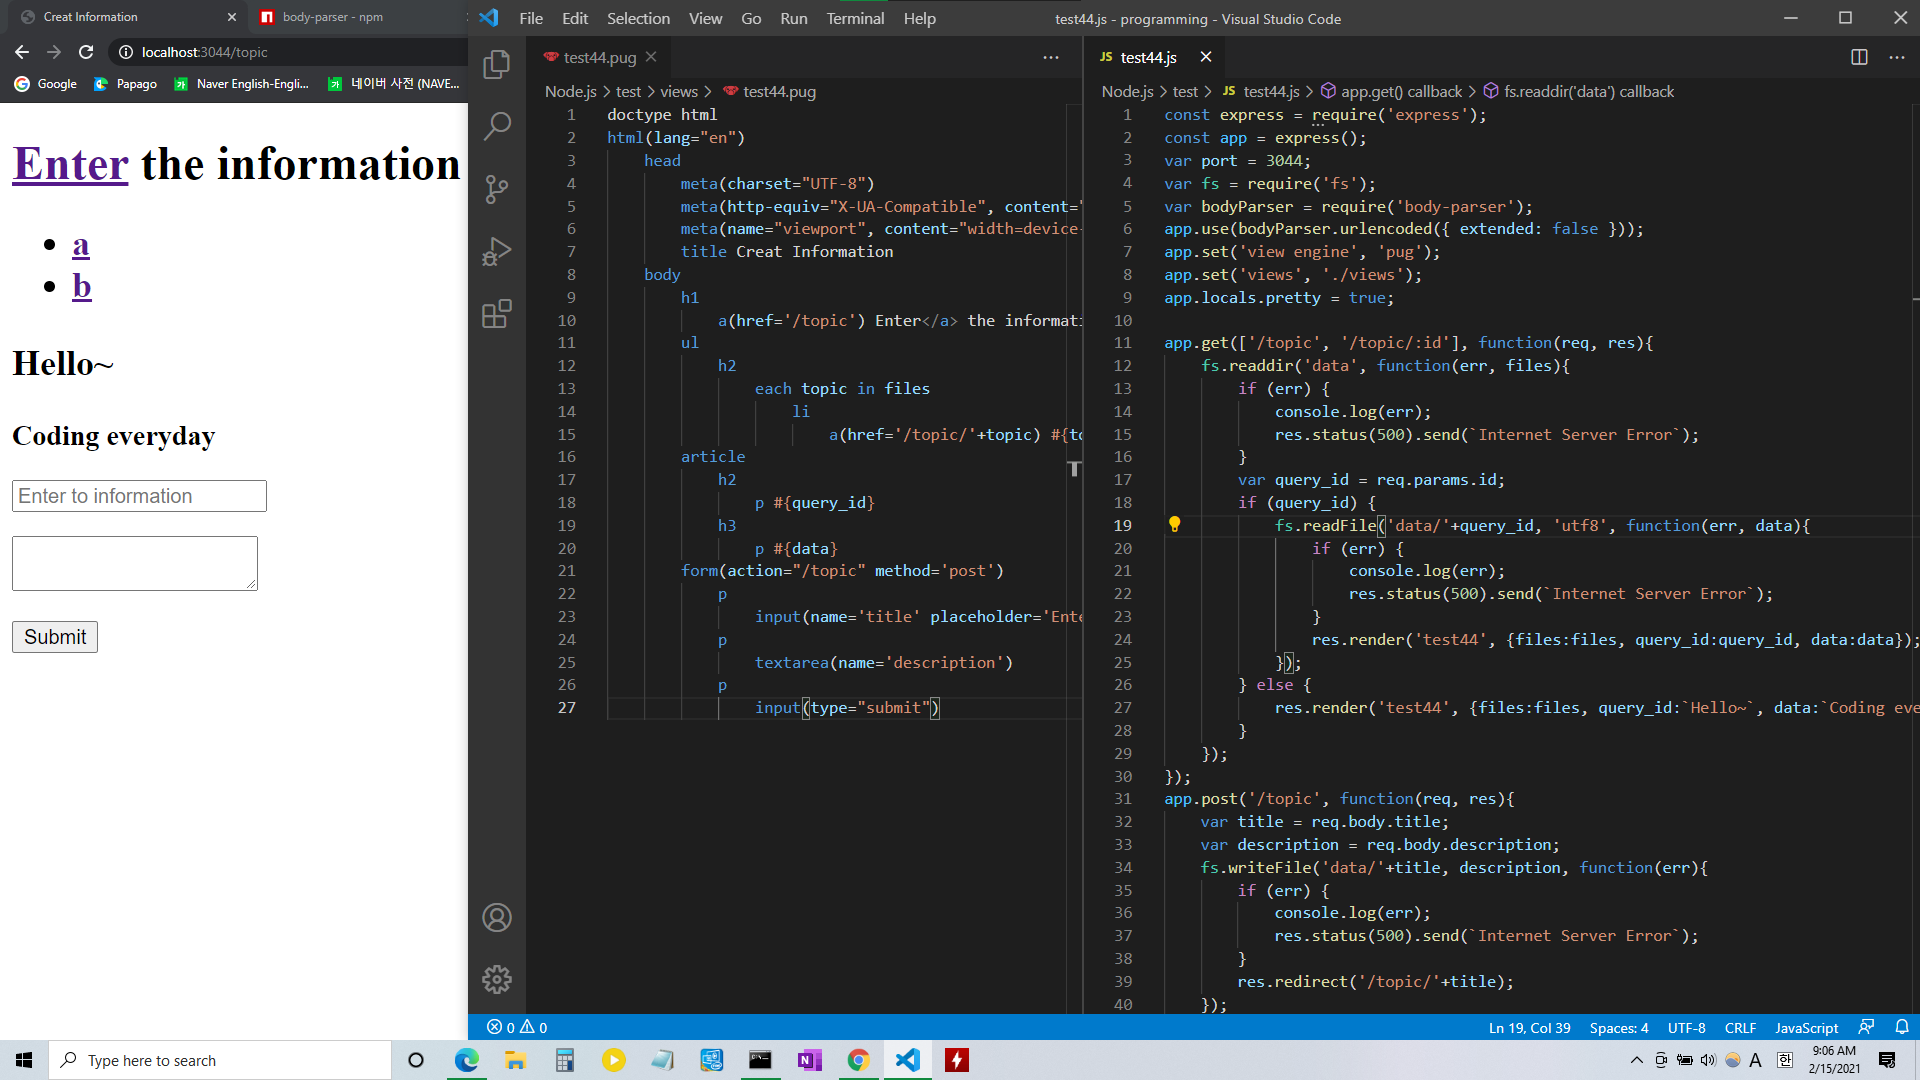 Creat Information
body-parser - npm
localhost:3044/topic
Google
Papago
Naver English-Engli...
네이버 사전 (NAVE...
Enter the information
a
b
Hello~
Coding everyday
Enter to information
Submit
File Edit Selection View Go Run Terminal Help
test44.js - programming - Visual Studio Code
test44.pug
Node.js > test > views > test44.pug
1 doctype html
2 html(lang="en")
3 head
4 meta(charset="UTF-8")
5 meta(http-equiv="X-UA-Compatible", content="
6 meta(name="viewport", content="width=device-
7 title Creat Information
8 body
9 h1
10 a(href='/topic') Enter</a> the informati
11 ul
12 h2
13 each topic in files
14 li
15 a(href='/topic/'+topic) #{to
16 article
17 h2
18 p #{query_id}
19 h3
20 p #{data}
21 form(action="/topic" method='post')
22 p
23 input(name='title' placeholder='Ente
24 p
25 textarea(name='description')
26 p
27 input(type="submit")
JS test44.js
Node.js > test > JS test44.js > app.get() callback > fs.readdir('data') callback
1 const express = require('express');
2 const app = express();
3 var port = 3044;
4 var fs = require('fs');
5 var bodyParser = require('body-parser');
6 app.use(bodyParser.urlencoded({ extended: false }));
7 app.set('view engine', 'pug');
8 app.set('views', './views');
9 app.locals.pretty = true;
10
11 app.get(['/topic', '/topic/:id'], function(req, res){
12 fs.readdir('data', function(err, files){
13 if (err) {
14 console.log(err);
15 res.status(500).send(`Internet Server Error`);
16 }
17 var query_id = req.params.id;
18 if (query_id) {
19 fs.readFile('data/'+query_id, 'utf8', function(err, data){
20 if (err) {
21 console.log(err);
22 res.status(500).send(`Internet Server Error`);
23 }
24 res.render('test44', {files:files, query_id:query_id, data:data});
25 });
26 } else {
27 res.render('test44', {files:files, query_id:`Hello~`, data:`Coding eve
28 }
29 });
30 });
31 app.post('/topic', function(req, res){
32 var title = req.body.title;
33 var description = req.body.description;
34 fs.writeFile('data/'+title, description, function(err){
35 if (err) {
36 console.log(err);
37 res.status(500).send(`Internet Server Error`);
38 }
39 res.redirect('/topic/'+title);
40 });
0 0
Ln 19, Col 39
Spaces: 4
UTF-8
CRLF
JavaScript
Type here to search
A
한
9:06 AM
2/15/2021